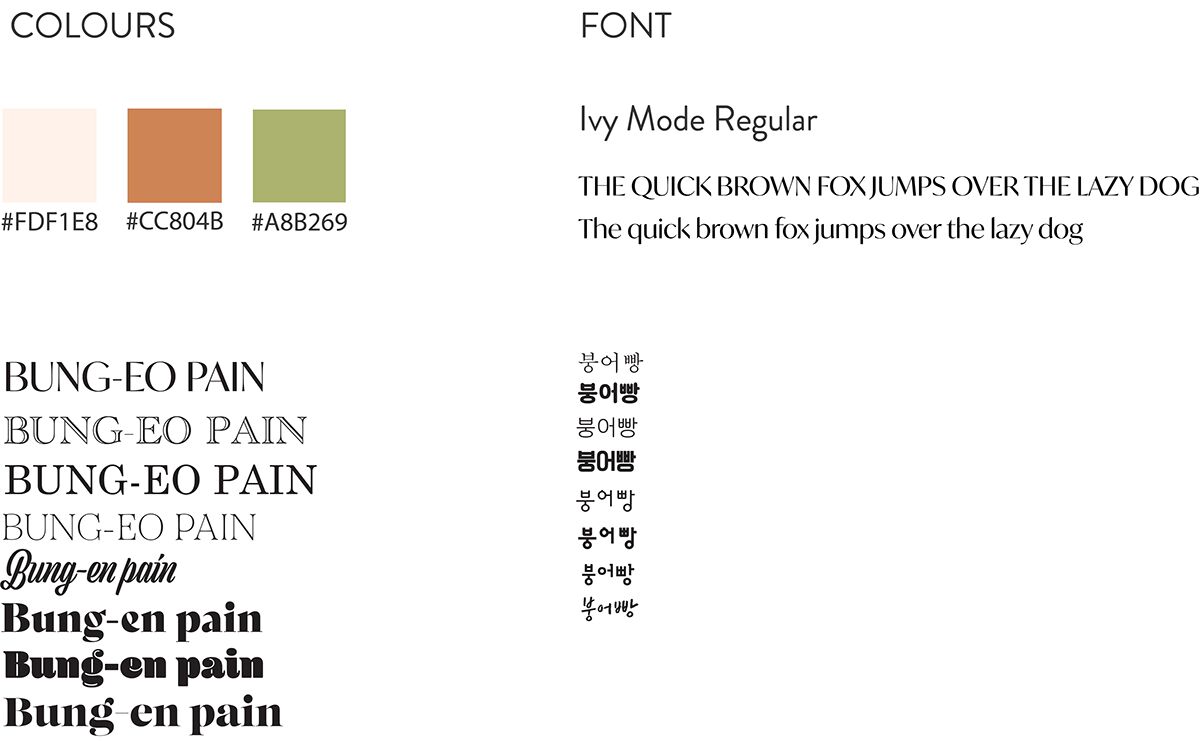 COLOURS
#FDF1E8 #CC804B #A8B269
BUNG-EO PAIN
BUNG-EO PAIN
BUNG-EO PAIN
BUNG-EO PAIN
Bung-en pain
Bung-en pain
Bung-en pain
Bung-en pain
FONT
Ivy Mode Regular
THE QUICK BROWN FOX JUMPS OVER THE LAZY DOG
The quick brown fox jumps over the lazy dog
붕어빵
붕어빵
붕어빵
붕어빵
붕어빵
붕어빵
붕어빵
붕어빵